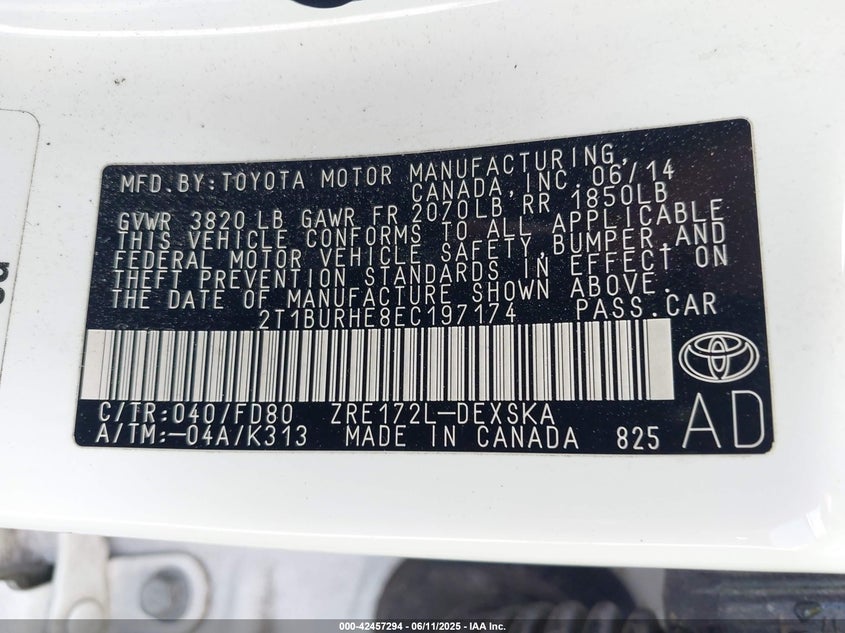 MFD.BY:TOYOTA MOTOR MANUFACTURING,
CANADA,INC.06/14
GVWR 3820 LB GAWR FR 2070LB RR 1850LB
THIS VEHICLE CONFORMS TO ALL APPLICABLE
FEDERAL MOTOR VEHICLE SAFETY,BUMPER,AND
THEFT PREVENTION STANDARDS IN EFFECT ON
THE DATE OF MANUFACTURE SHOWN ABOVE.
2T1BURHE8EC197174 PASS.CAR
C/TR:040/FD80 ZRE172L-DEXSKA
A/TM:-04A/K313 MADE IN CANADA 825 AD
000-42457294 - 06/11/2025 - IAA Inc.